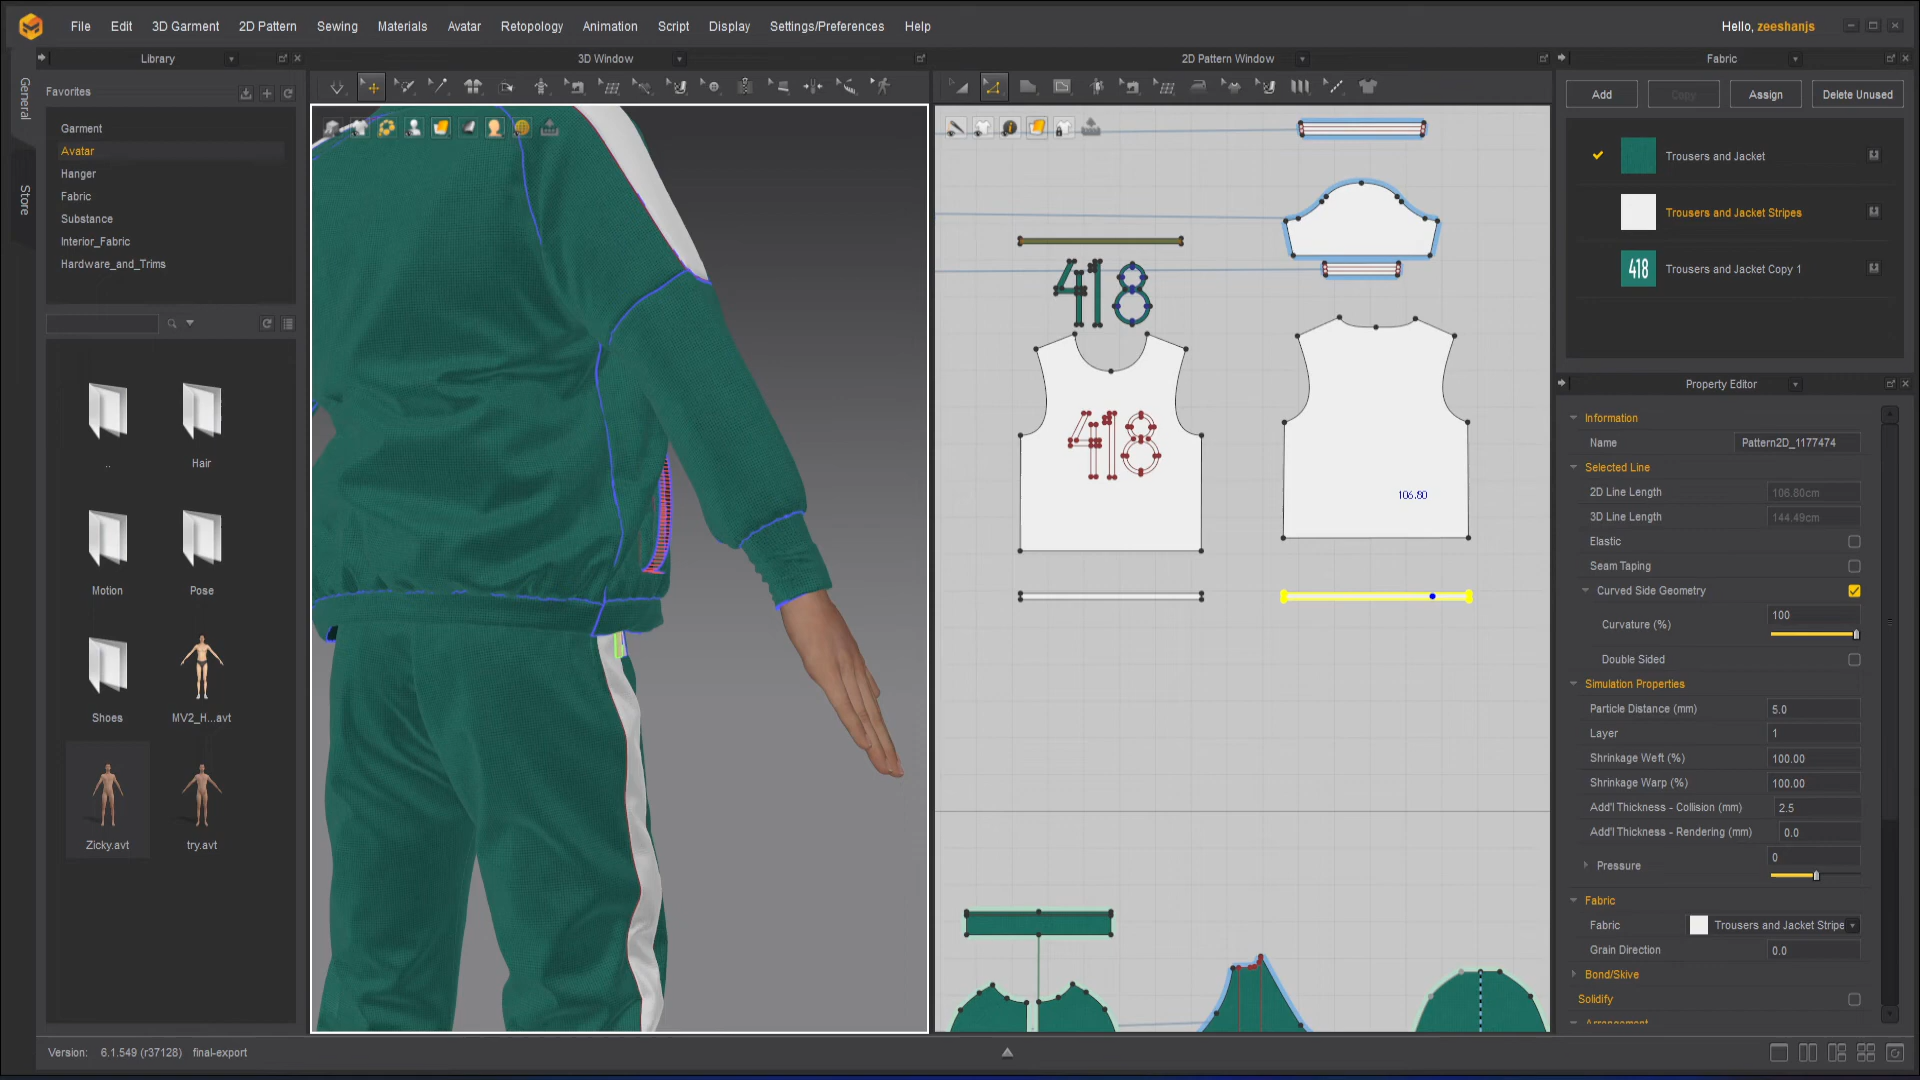 File Edit 3D Garment 2D Pattern Sewing Materials Avatar Retopology Animation Script Display Settings/Preferences Help
Hello, zeeshanjs
Library
3D Window
2D Pattern Window
Fabric
General
Store
Favorites
Garment
Avatar
Hanger
Fabric
Substance
Interior_Fabric
Hardware_and_Trims
..
Hair
Motion
Pose
Shoes
MV2_H...avt
Zicky.avt
try.avt
418
418
106.80
Add Copy Assign Delete Unused
Trousers and Jacket
Trousers and Jacket Stripes
418 Trousers and Jacket Copy 1
Property Editor
Information
Name Pattern2D_1177474
Selected Line
2D Line Length 106.80cm
3D Line Length 144.49cm
Elastic
Seam Taping
Curved Side Geometry
Curvature (%) 100
Double Sided
Simulation Properties
Particle Distance (mm) 5.0
Layer 1
Shrinkage Weft (%) 100.00
Shrinkage Warp (%) 100.00
Add'l Thickness - Collision (mm) 2.5
Add'l Thickness - Rendering (mm) 0.0
Pressure 0
Fabric
Fabric Trousers and Jacket Stripe
Grain Direction 0.0
Bond/Skive
Solidify
Arrangement
Version: 6.1.549 (r37128) final-export